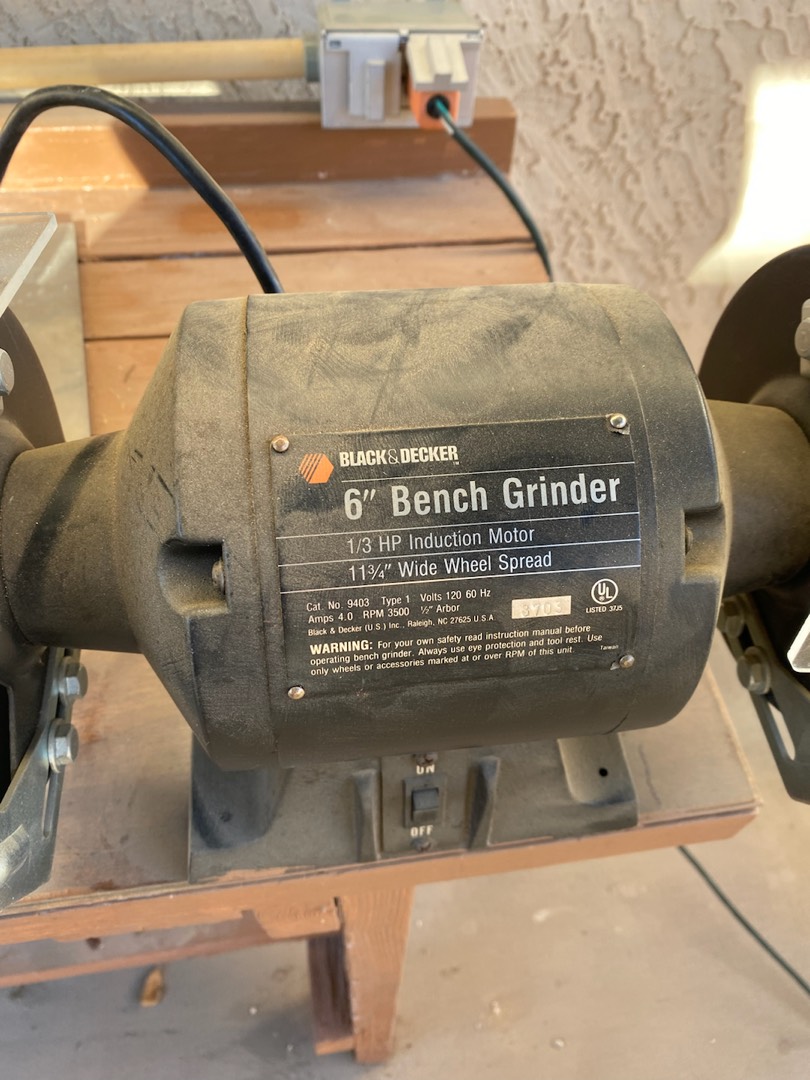 BLACK&DECKER
TM
6" Bench Grinder
1/3 HP Induction Motor
11¾" Wide Wheel Spread
Cat. No. 9403 Type 1 Volts 120 60 Hz
Amps 4.0 RPM 3500 ½" Arbor
Black & Decker (U.S.) Inc., Raleigh, NC 27625 U.S.A.
3703
UL
LISTED 37J5
WARNING: For your own safety read instruction manual before
operating bench grinder. Always use eye protection and tool rest. Use
only wheels or accessories marked at or over RPM of this unit.
Taiwan
ON
OFF